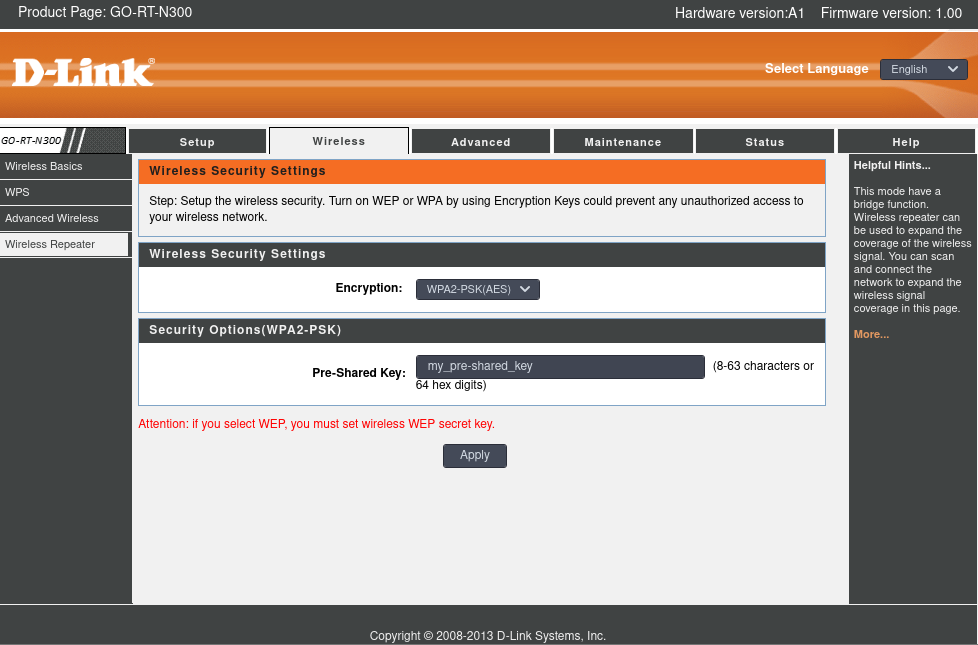 Product Page: GO-RT-N300
Hardware version:A1 Firmware version: 1.00
D-Link®
Select Language
English
GO-RT-N300
Setup
Wireless
Advanced
Maintenance
Status
Help
Wireless Basics
WPS
Advanced Wireless
Wireless Repeater
Wireless Security Settings
Step: Setup the wireless security. Turn on WEP or WPA by using Encryption Keys could prevent any unauthorized access to
your wireless network.
Wireless Security Settings
Encryption: WPA2-PSK(AES)
Security Options(WPA2-PSK)
Pre-Shared Key: my_pre-shared_key (8-63 characters or
64 hex digits)
Attention: if you select WEP, you must set wireless WEP secret key.
Apply
Helpful Hints...
This mode have a
bridge function.
Wireless repeater can
be used to expand the
coverage of the wireless
signal. You can scan
and connect the
network to expand the
wireless signal
coverage in this page.
More...
Copyright © 2008-2013 D-Link Systems, Inc.